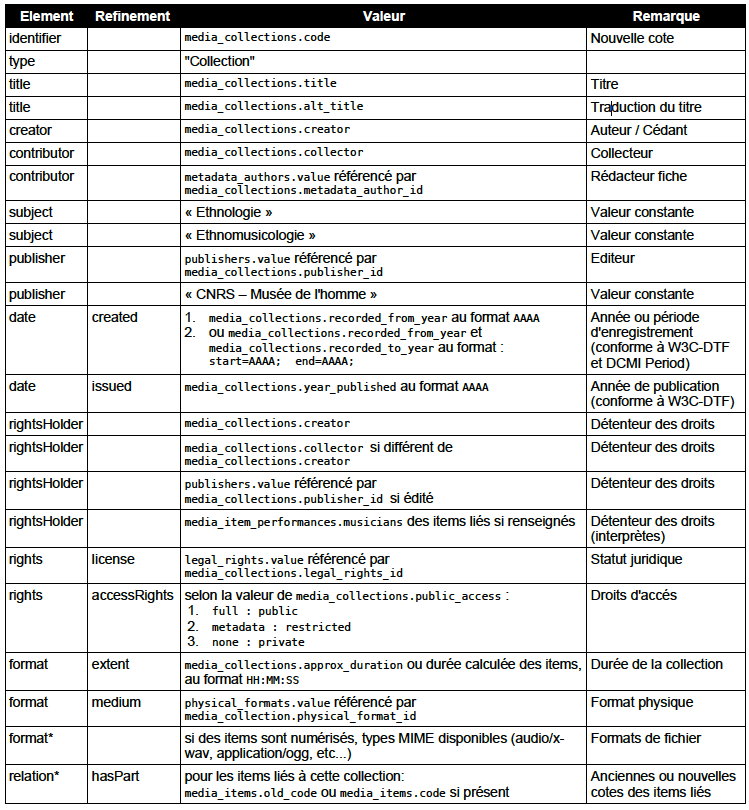 Element Refinement Valeur Remarque
identifier media_collections.code Nouvelle cote
type "Collection"
title media_collections.title Titre
title media_collections.alt_title Traduction du titre
creator media_collections.creator Auteur / Cédant
contributor media_collections.collector Collecteur
contributor metadata_authors.value référencé par Rédacteur fiche
media_collections.metadata_author_id
subject « Ethnologie » Valeur constante
subject « Ethnomusicologie » Valeur constante
publisher publishers.value référencé par Editeur
media_collections.publisher_id
publisher « CNRS – Musée de l'homme » Valeur constante
date created 1. media_collections.recorded_from_year au format AAAA Année ou période
2. ou media_collections.recorded_from_year et d'enregistrement
media_collections.recorded_to_year au format : (conforme à W3C-DTF
start=AAAA; end=AAAA; et DCMI Period)
date issued media_collections.year_published au format AAAA Année de publication
(conforme à W3C-DTF)
rightsHolder media_collections.creator Détenteur des droits
rightsHolder media_collections.collector si différent de Détenteur des droits
media_collections.creator
rightsHolder publishers.value référencé par Détenteur des droits
media_collections.publisher_id si édité
rightsHolder media_item_performances.musicians des items liés si renseignés Détenteur des droits
(interprètes)
rights license legal_rights.value référencé par Statut juridique
media_collections.legal_rights_id
rights accessRights selon la valeur de media_collections.public_access : Droits d'accés
1. full : public
2. metadata : restricted
3. none : private
format extent media_collections.approx_duration ou durée calculée des items, Durée de la collection
au format HH:MM:SS
format medium physical_formats.value référencé par Format physique
media_collection.physical_format_id
format* si des items sont numérisés, types MIME disponibles (audio/x- Formats de fichier
wav, application/ogg, etc...)
relation* hasPart pour les items liés à cette collection: Anciennes ou nouvelles
media_items.old_code ou media_items.code si présent cotes des items liés